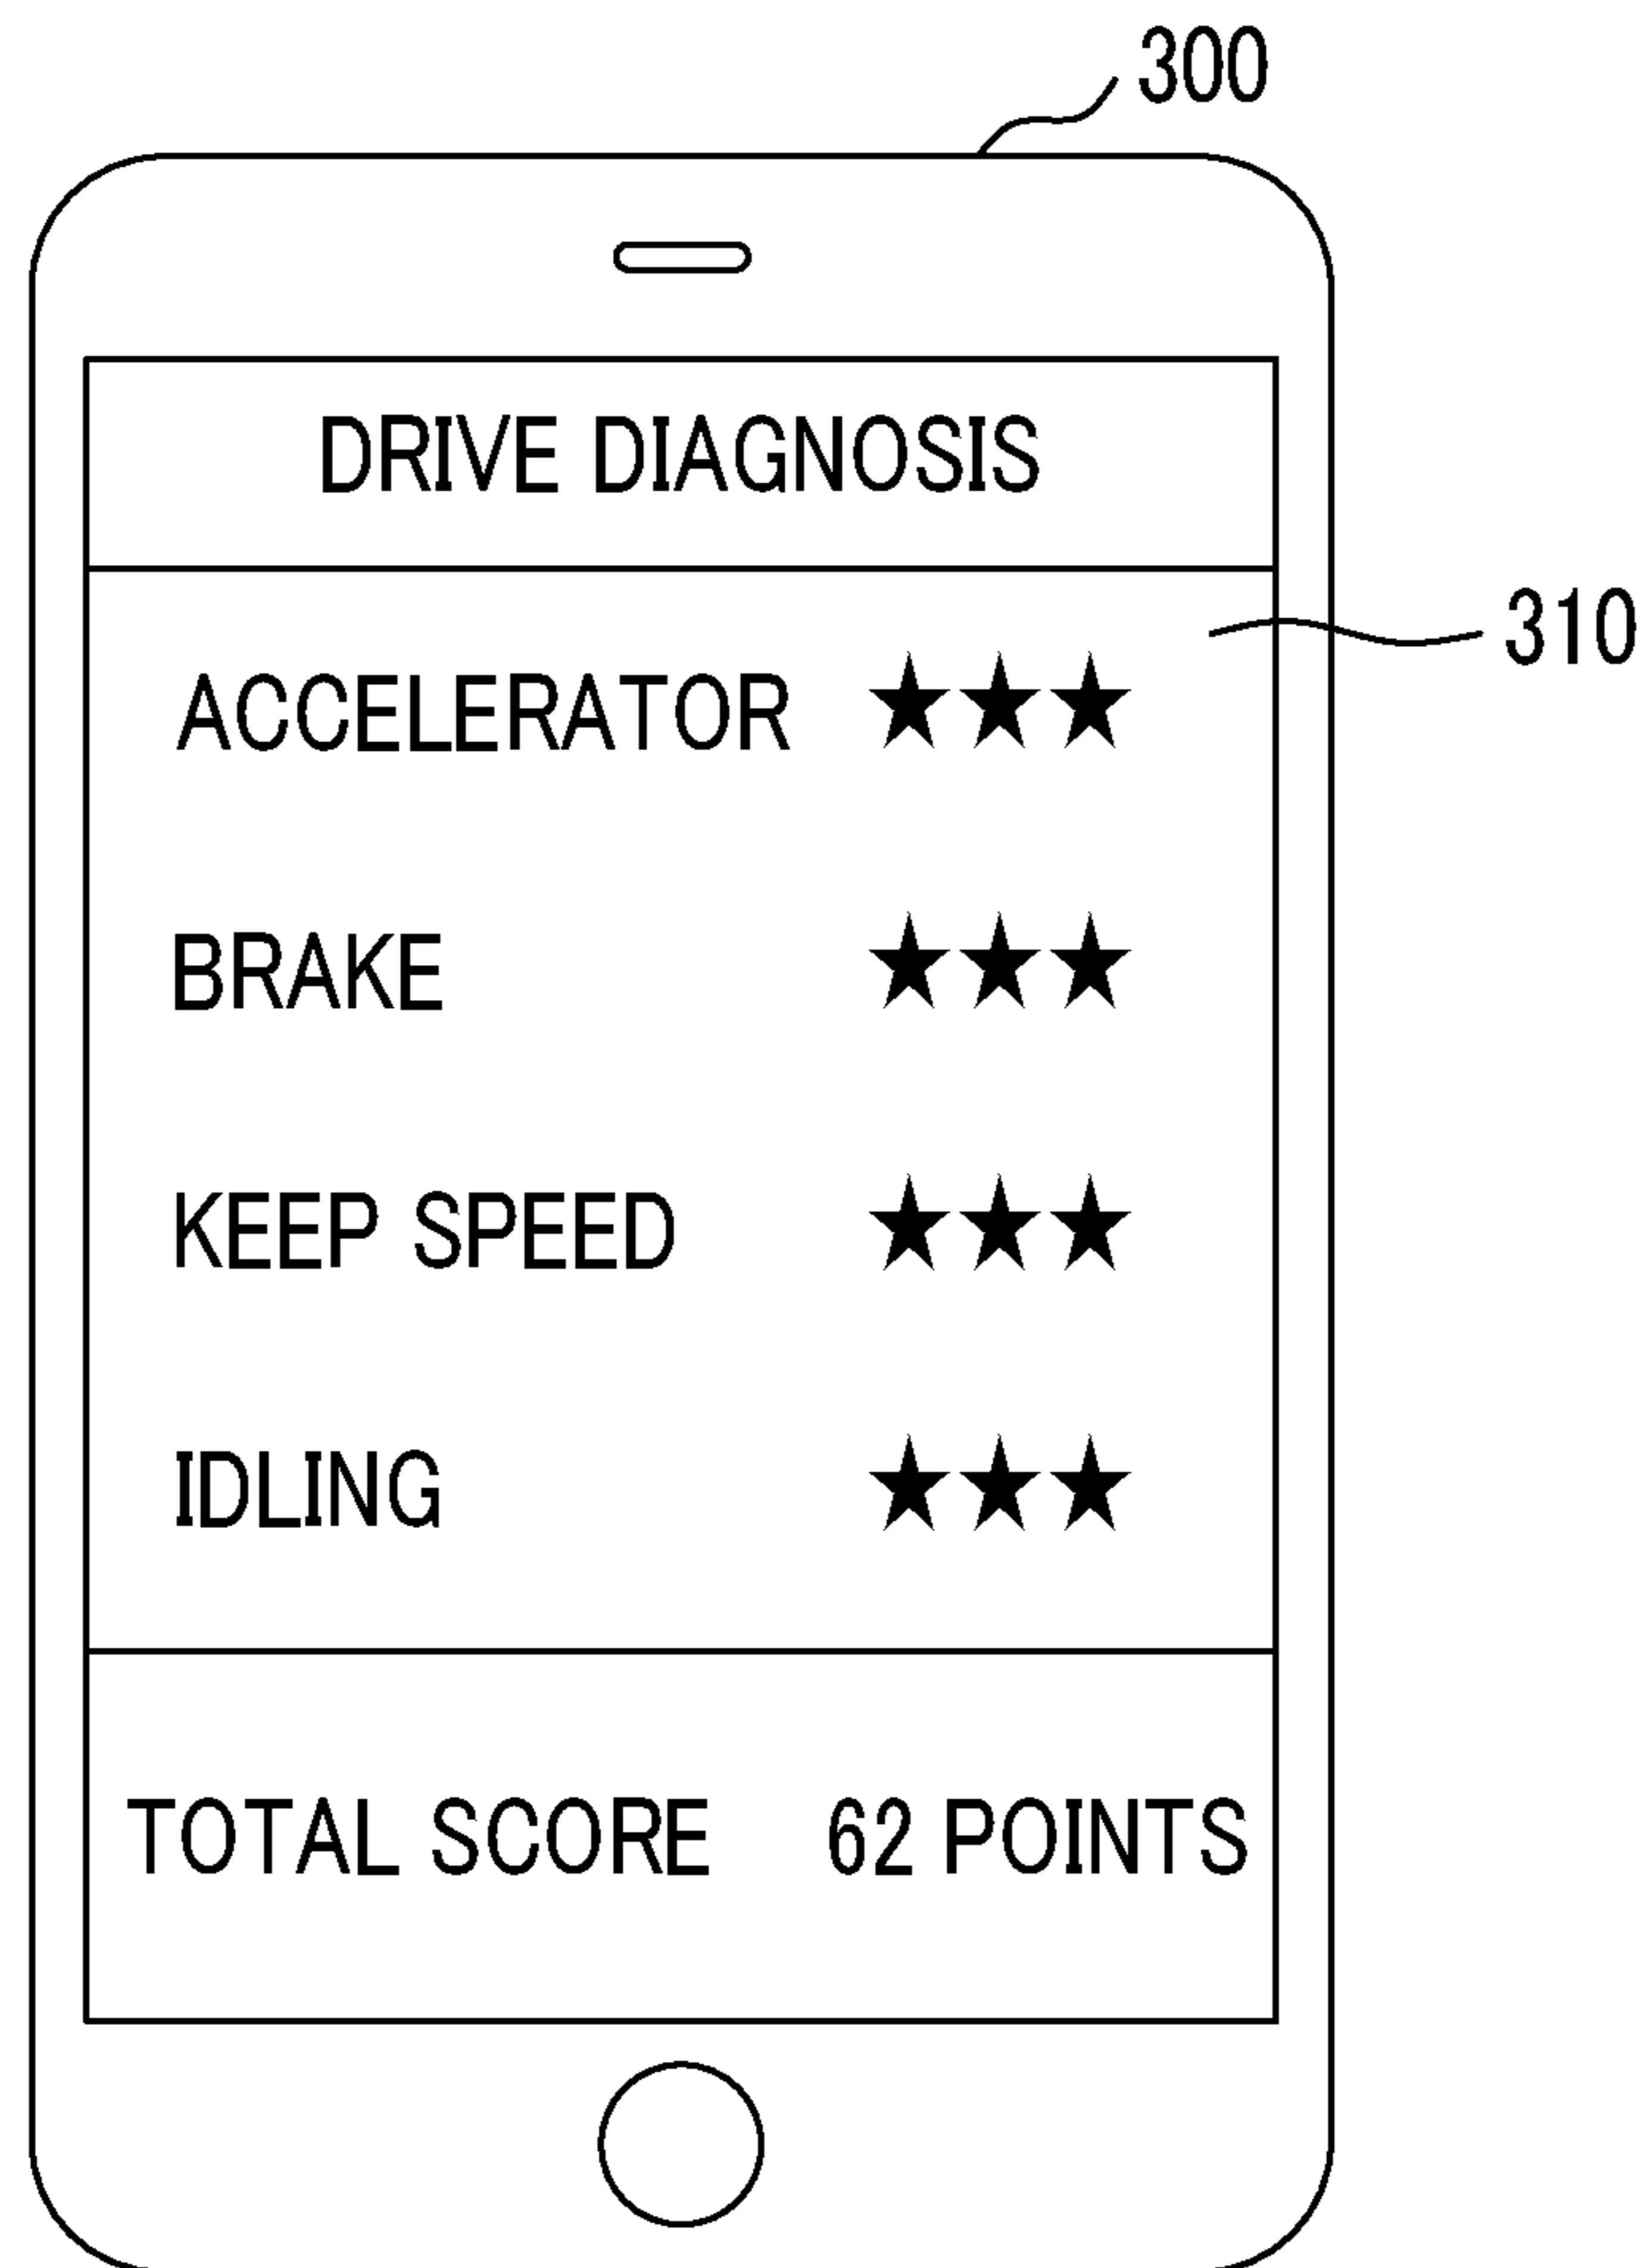 300
DRIVE DIAGNOSIS
310
ACCELERATOR ★★★
BRAKE ★★★
KEEP SPEED ★★★
IDLING ★★★
TOTAL SCORE 62 POINTS